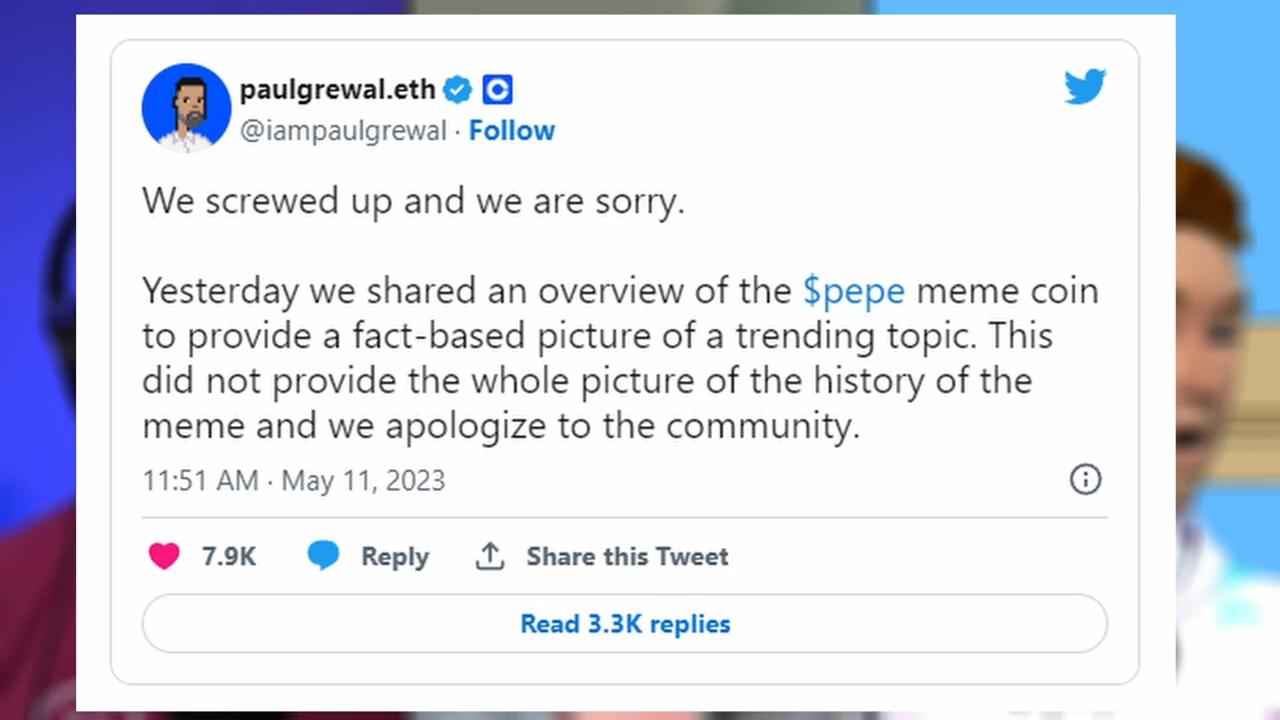 paulgrewal.eth
@iampaulgrewal · Follow
We screwed up and we are sorry.
Yesterday we shared an overview of the $pepe meme coin
to provide a fact-based picture of a trending topic. This
did not provide the whole picture of the history of the
meme and we apologize to the community.
11:51 AM · May 11, 2023
7.9K Reply Share this Tweet
Read 3.3K replies